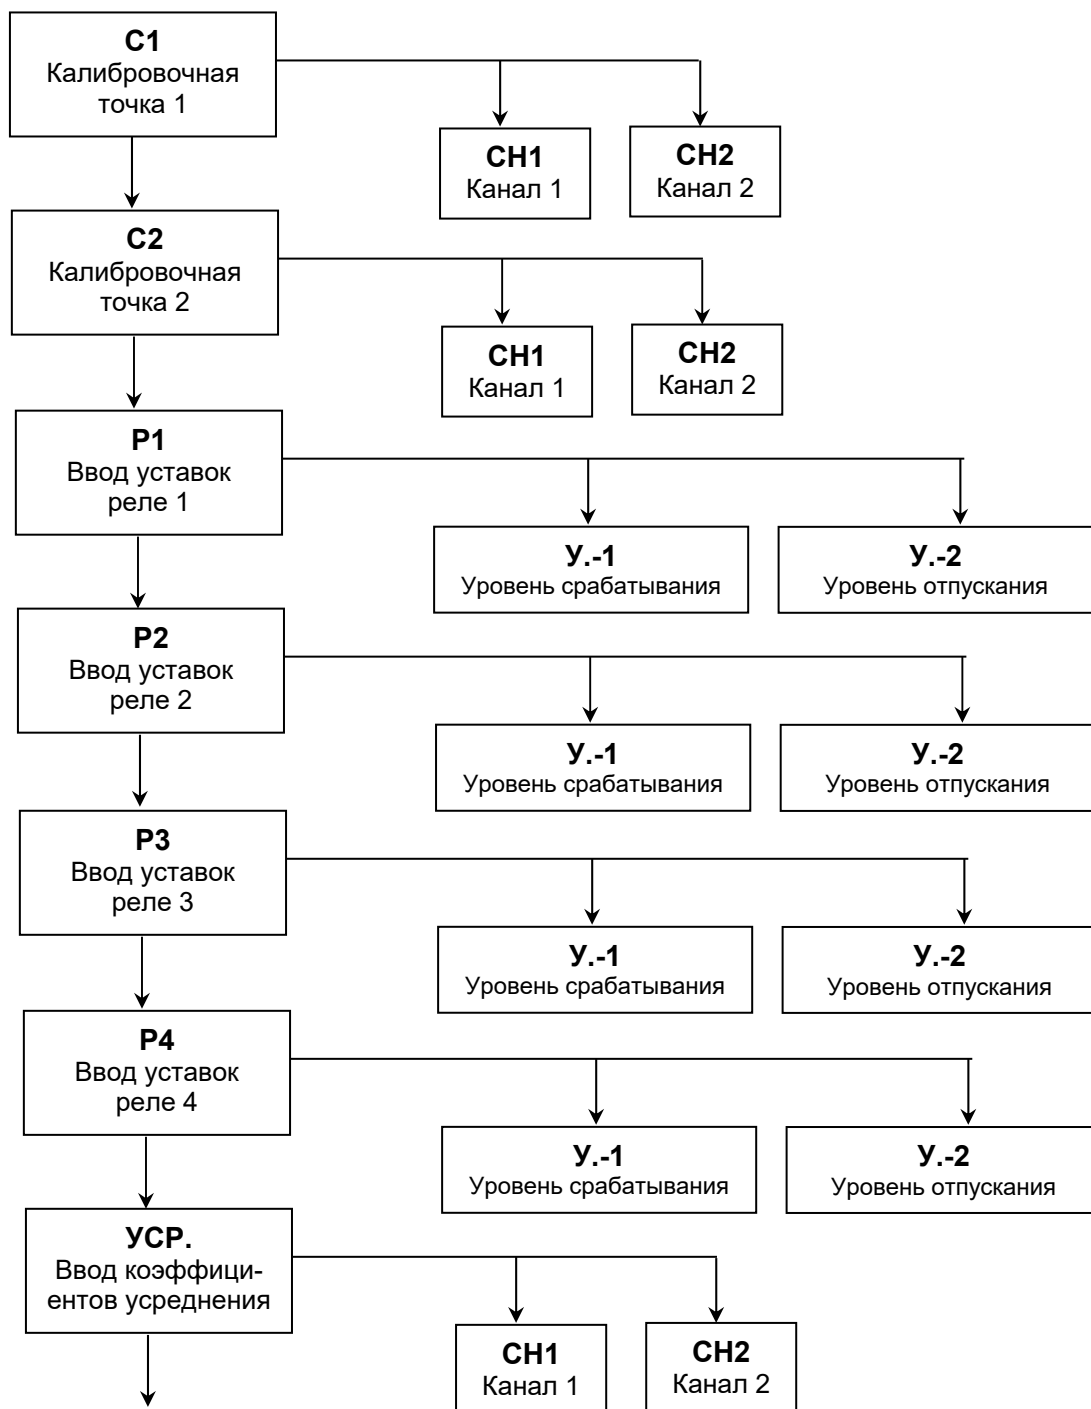 С1
Калибровочная
точка 1
СН1
Канал 1
СН2
Канал 2
С2
Калибровочная
точка 2
СН1
Канал 1
СН2
Канал 2
Р1
Ввод уставок
реле 1
У.-1
Уровень срабатывания
У.-2
Уровень отпускания
Р2
Ввод уставок
реле 2
У.-1
Уровень срабатывания
У.-2
Уровень отпускания
Р3
Ввод уставок
реле 3
У.-1
Уровень срабатывания
У.-2
Уровень отпускания
Р4
Ввод уставок
реле 4
У.-1
Уровень срабатывания
У.-2
Уровень отпускания
УСР.
Ввод коэффици-
ентов усреднения
СН1
Канал 1
СН2
Канал 2